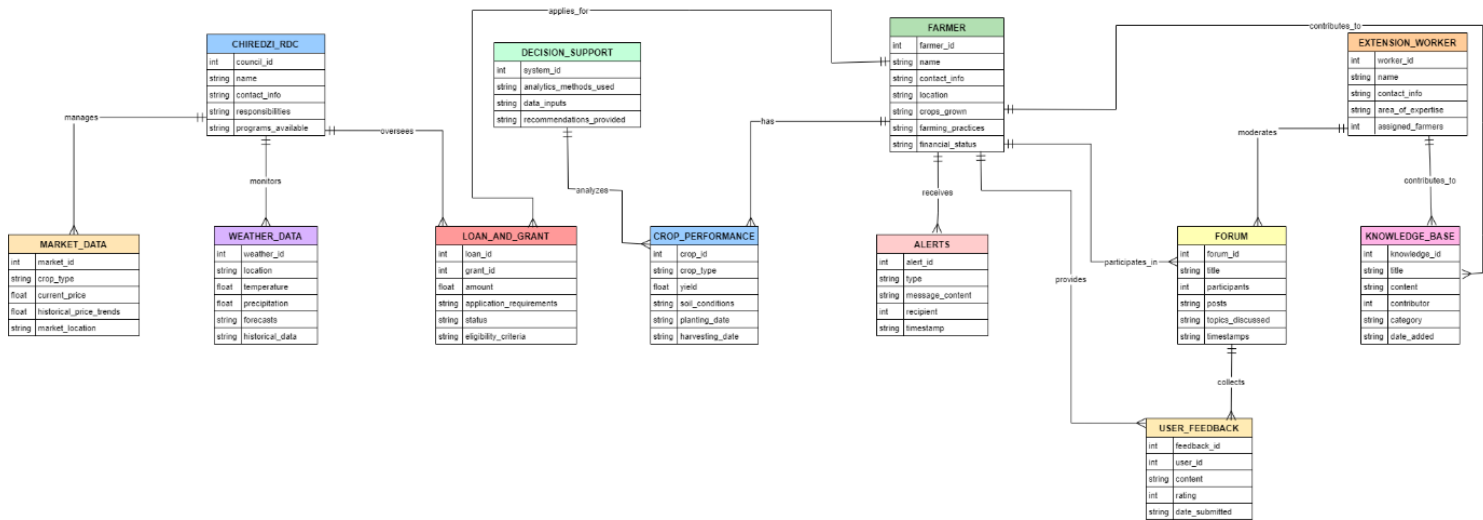 applies_for
contributes_to
CHIREDZI_RDC
int council_id
string name
string contact_info
string responsibilities
string programs_available
DECISION_SUPPORT
int system_id
string analytics_methods_used
string data_inputs
string recommendations_provided
FARMER
int farmer_id
string name
string contact_info
string location
string crops_grown
string farming_practices
string financial_status
EXTENSION_WORKER
int worker_id
string name
string contact_info
string area_of_expertise
int assigned_farmers
manages
oversees
has
moderates
monitors
analyzes
receives
contributes_to
MARKET_DATA
int market_id
string crop_type
float current_price
float historical_price_trends
string market_location
WEATHER_DATA
int weather_id
string location
float temperature
float precipitation
string forecasts
string historical_data
LOAN_AND_GRANT
int loan_id
int grant_id
float amount
string application_requirements
string status
string eligibility_criteria
CROP_PERFORMANCE
int crop_id
string crop_type
float yield
string soil_conditions
string planting_date
string harvesting_date
ALERTS
int alert_id
string type
string message_content
int recipient
string timestamp
provides
participates_in
FORUM
int forum_id
string title
int participants
string posts
string topics_discussed
string timestamps
KNOWLEDGE_BASE
int knowledge_id
string title
string content
int contributor
string category
string date_added
collects
USER_FEEDBACK
int feedback_id
int user_id
string content
int rating
string date_submitted